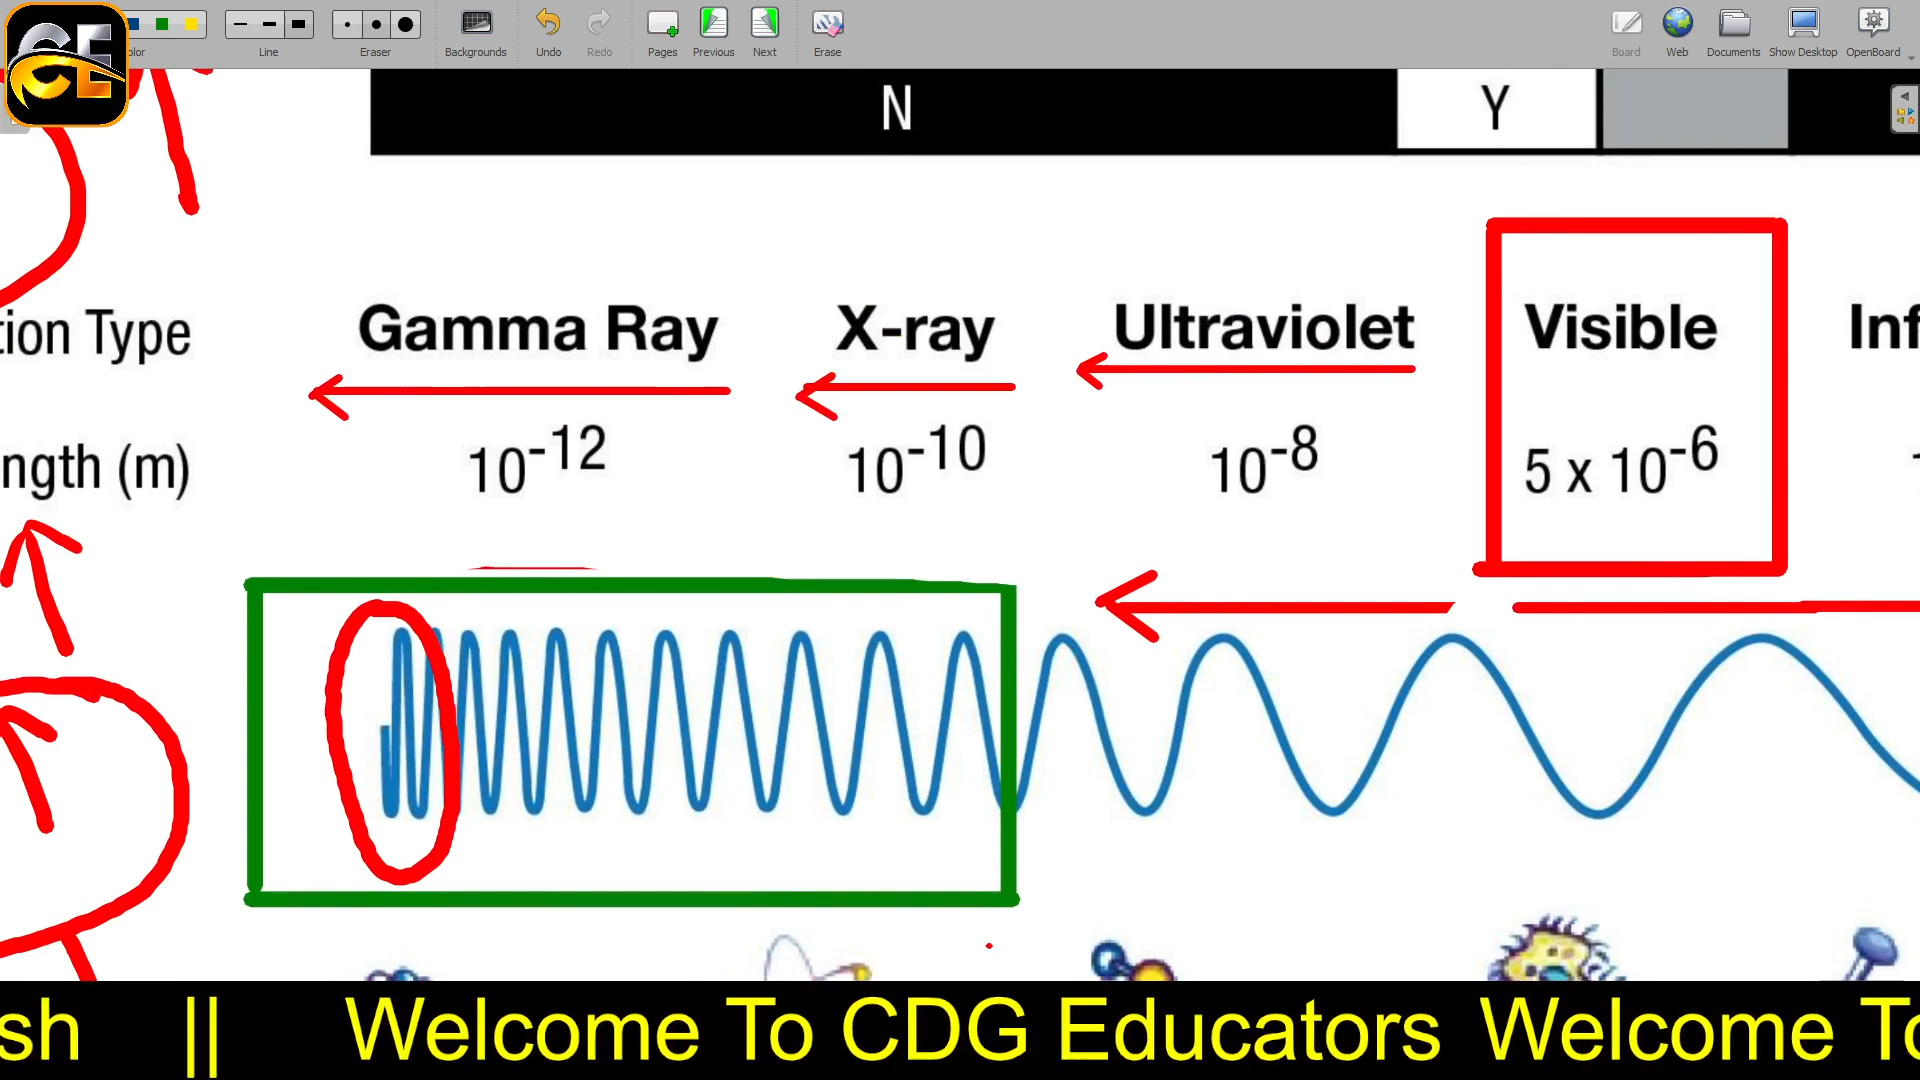 CE
olor Line Eraser Backgrounds Undo Redo Pages Previous Next Erase Board Web Documents Show Desktop OpenBoard
N Y
tion Type Gamma Ray X-ray Ultraviolet Visible Inf
ngth (m) 10-12 10-10 10-8 5 x 10-6
sh || Welcome To CDG Educators Welcome To